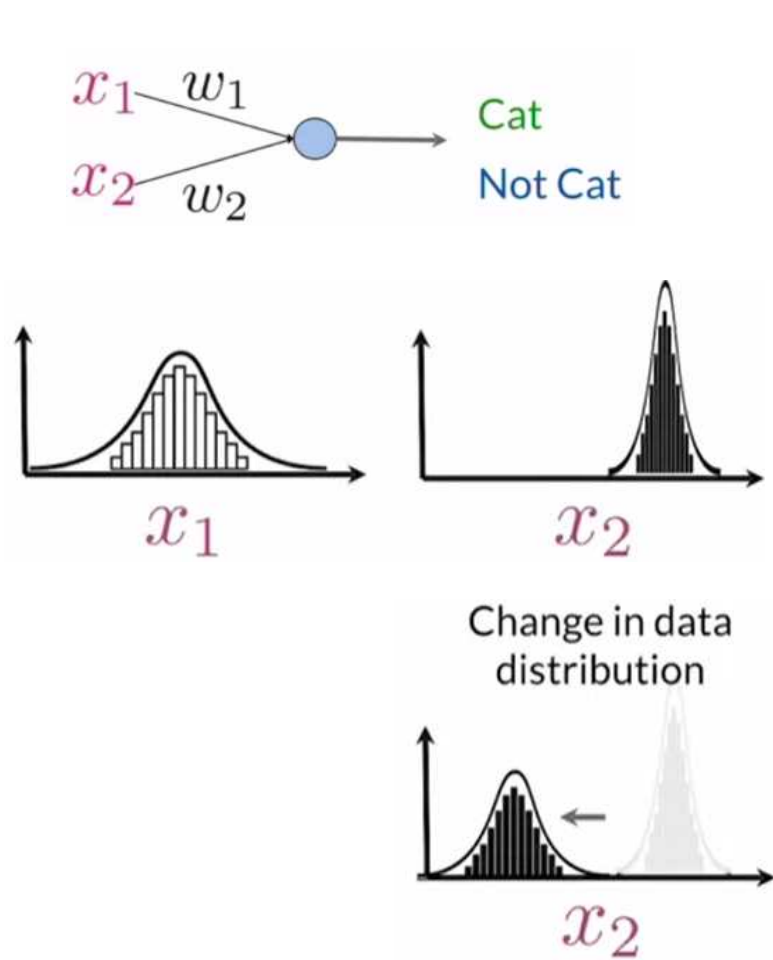 x₁ w₁
Cat
x₂ w₂
Not Cat
x₁ x₂
Change in data
distribution
x₂